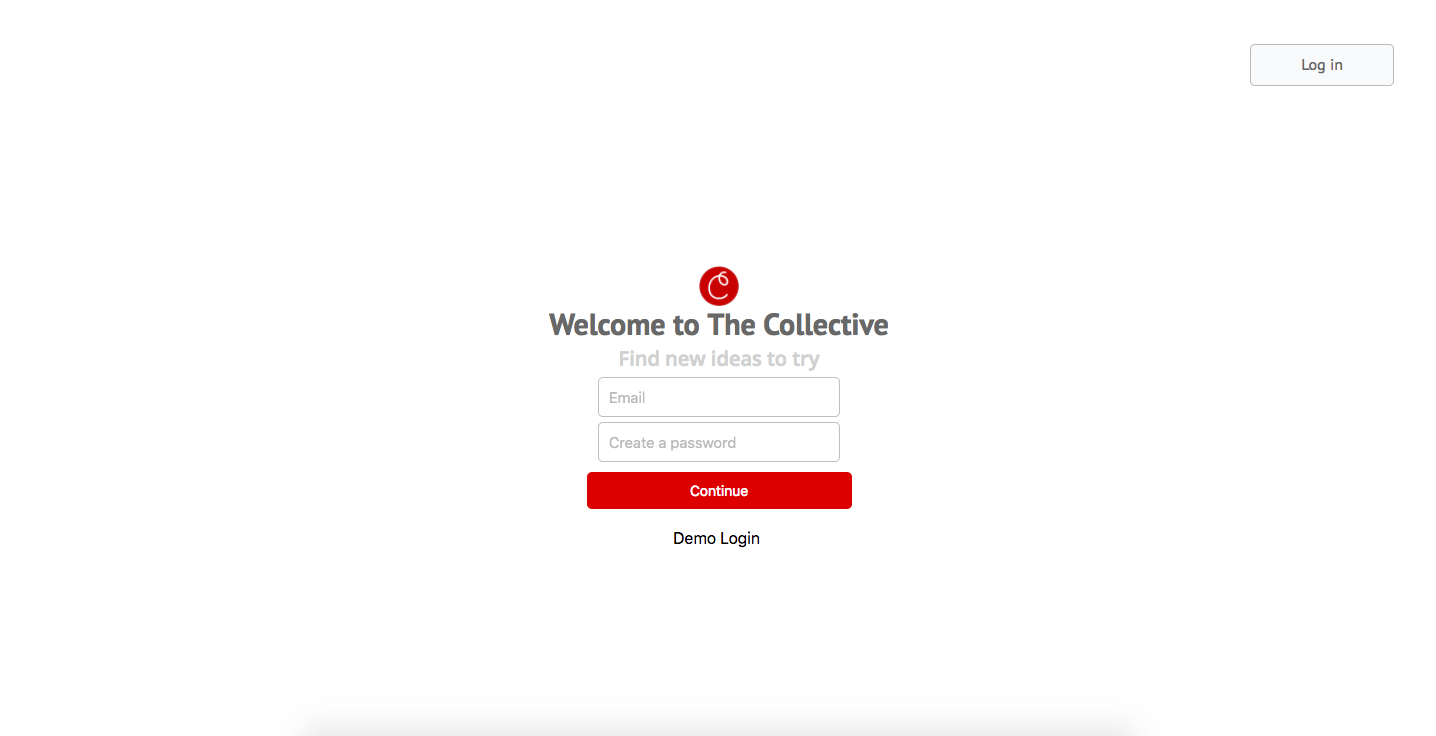 Log in
Welcome to The Collective
Find new ideas to try
Email
Create a password
Continue
Demo Login